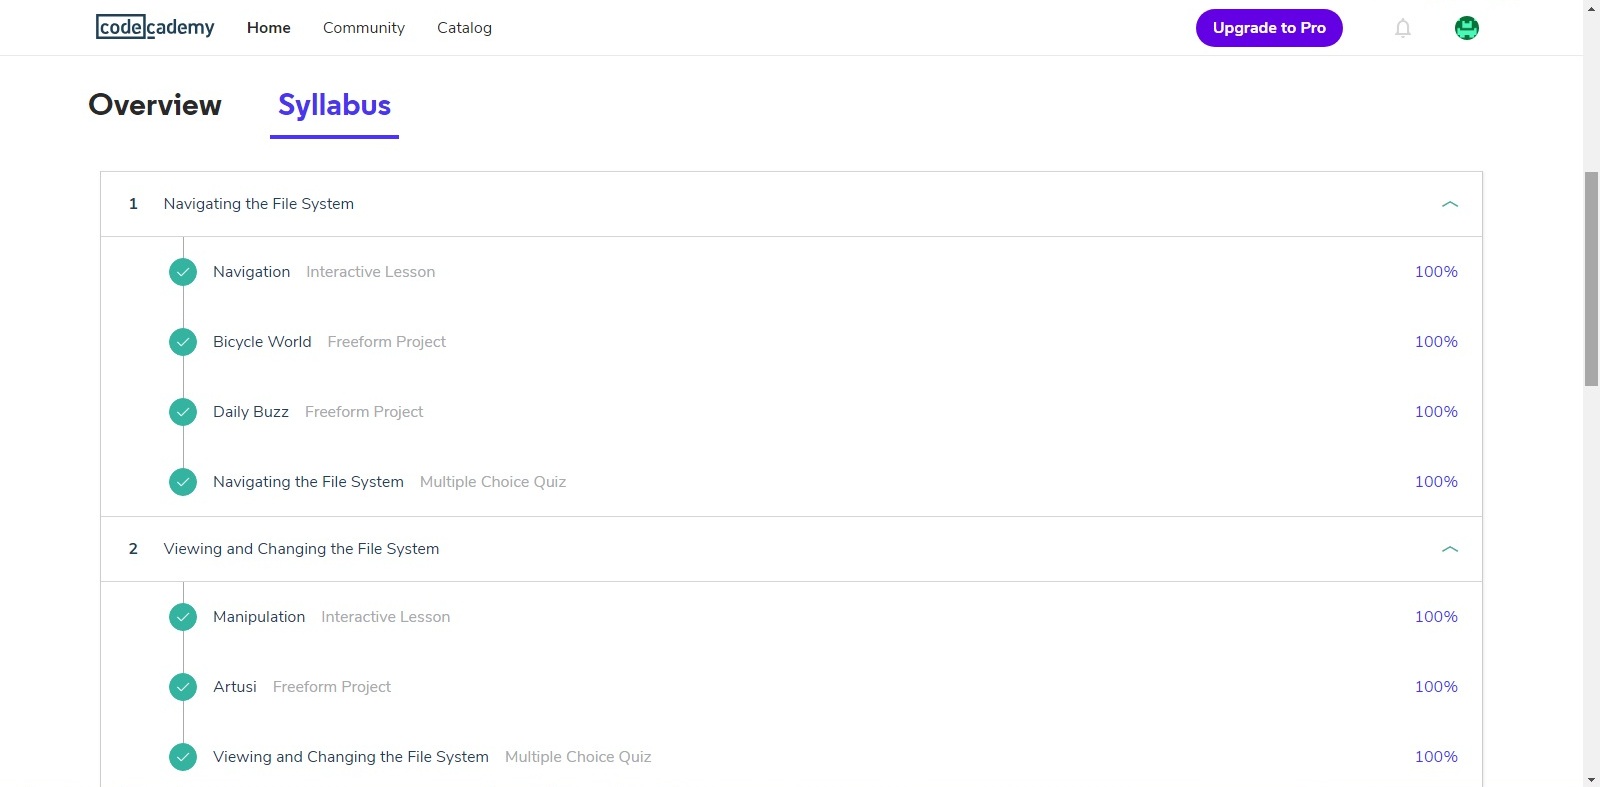 codecademy Home Community Catalog Upgrade to Pro
Overview Syllabus
1 Navigating the File System
Navigation Interactive Lesson 100%
Bicycle World Freeform Project 100%
Daily Buzz Freeform Project 100%
Navigating the File System Multiple Choice Quiz 100%
2 Viewing and Changing the File System
Manipulation Interactive Lesson 100%
Artusi Freeform Project 100%
Viewing and Changing the File System Multiple Choice Quiz 100%